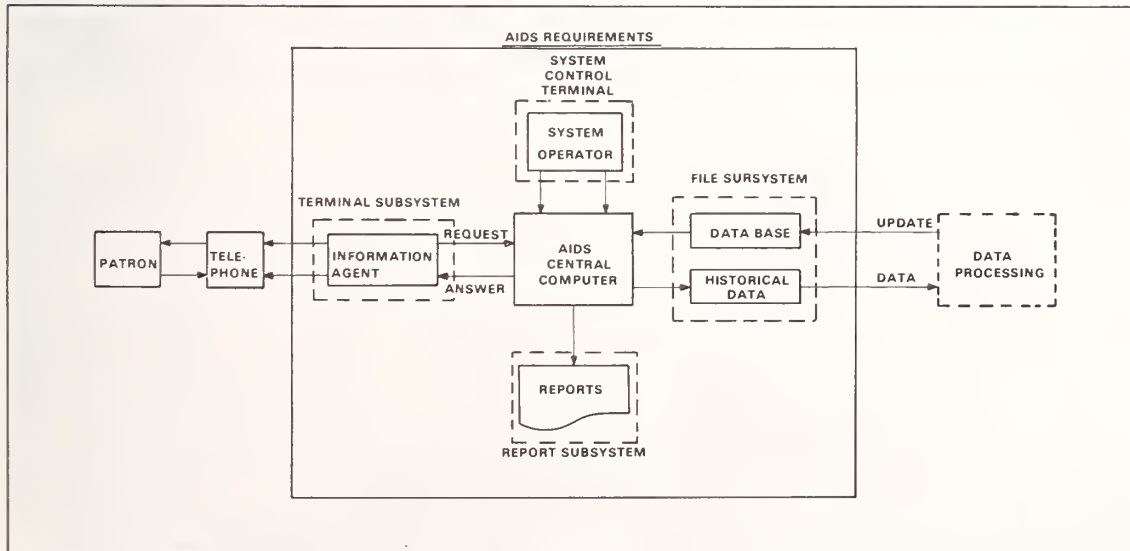 AIDS REQUIREMENTS
SYSTEM
CONTROL
TERMINAL
SYSTEM
OPERATOR
TERMINAL SUBSYSTEM
FILE SURSYSTEM
PATRON
TELE-
PHONE
INFORMATION
AGENT
REQUEST
ANSWER
AIDS
CENTRAL
COMPUTER
DATA BASE
HISTORICAL
DATA
UPDATE
DATA
DATA
PROCESSING
REPORTS
REPORT SUBSYSTEM